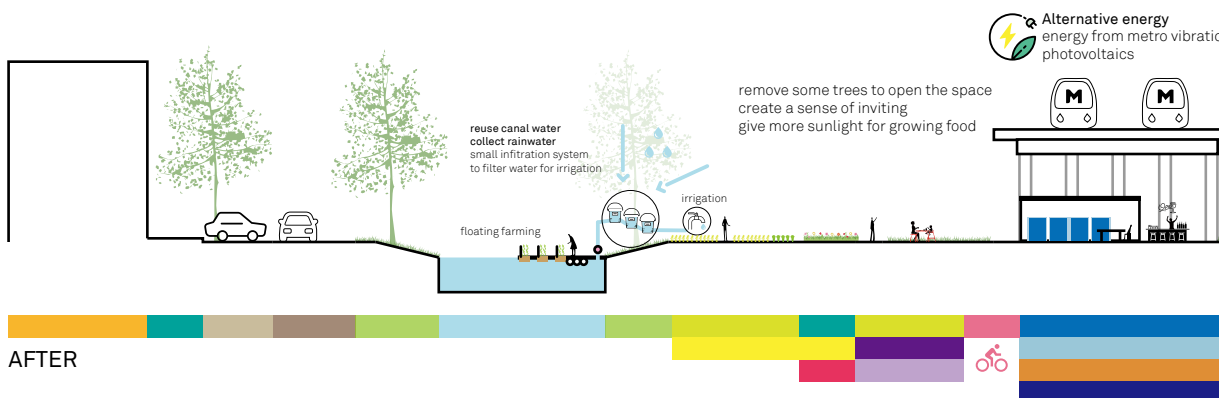 Alternative energy
energy from metro vibratic
photovoltaics
remove some trees to open the space
create a sense of inviting
give more sunlight for growing food
M
M
reuse canal water
collect rainwater
small infitration system
to filter water for irrigation
irrigation
floating farming
AFTER